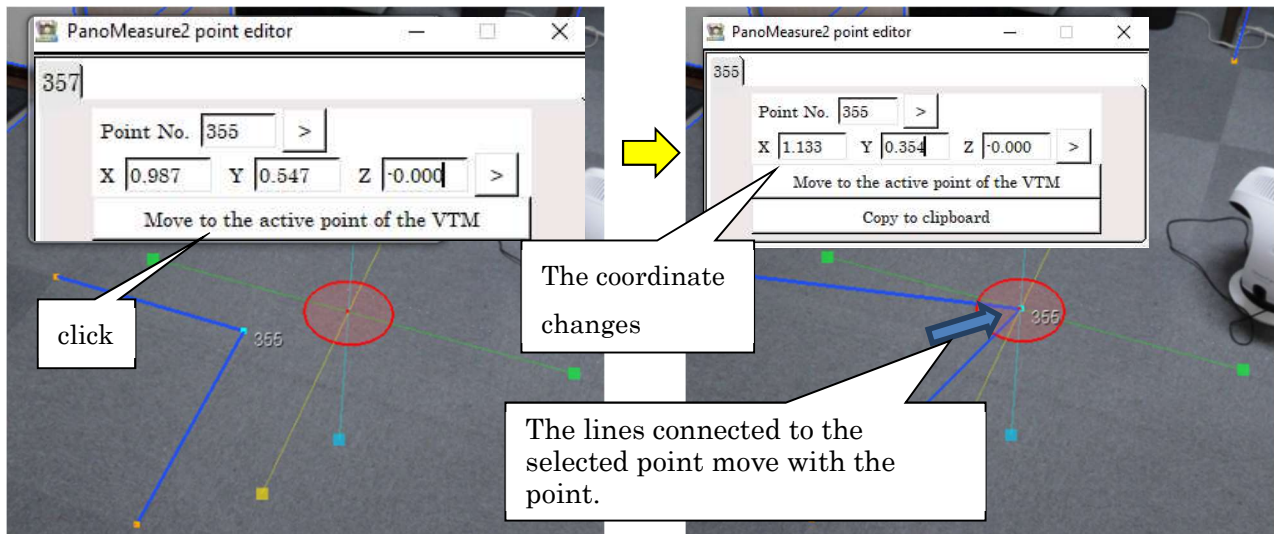 PanoMeasure2 point editor
357
Point No. 355 >
X 0.987 Y 0.547 Z -0.000 >
Move to the active point of the VTM
click
355
PanoMeasure2 point editor
355
Point No. 355 >
X 1.133 Y 0.354 Z -0.000 >
Move to the active point of the VTM
Copy to clipboard
The coordinate
changes
355
The lines connected to the
selected point move with the
point.